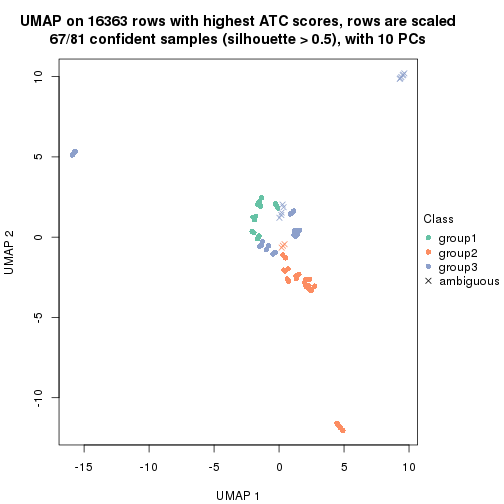 UMAP on 16363 rows with highest ATC scores, rows are scaled
67/81 confident samples (silhouette > 0.5), with 10 PCs
10
5
0
-5
-10
UMAP 2
-15
-10
-5
0
5
10
UMAP 1
Class
group1
group2
group3
ambiguous